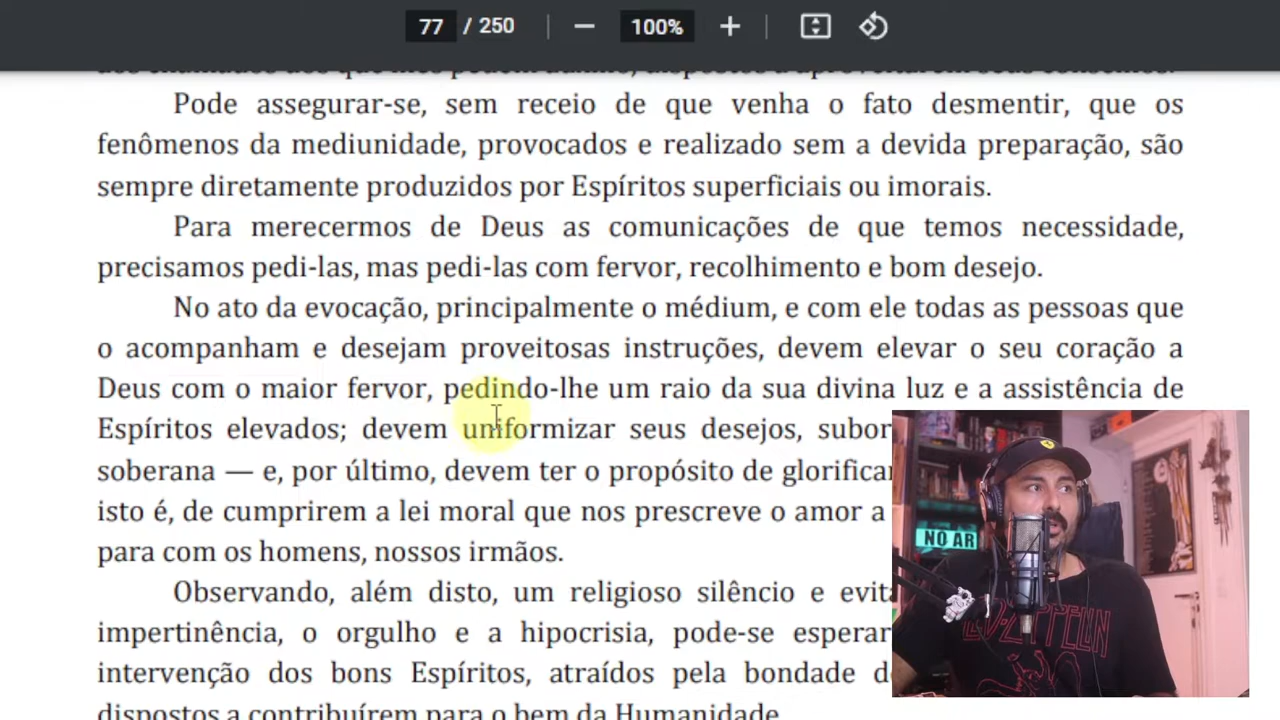 77 / 250 100%
Pode assegurar-se, sem receio de que venha o fato desmentir, que os
fenômenos da mediunidade, provocados e realizado sem a devida preparação, são
sempre diretamente produzidos por Espíritos superficiais ou imorais.
Para merecermos de Deus as comunicações de que temos necessidade,
precisamos pedi-las, mas pedi-las com fervor, recolhimento e bom desejo.
No ato da evocação, principalmente o médium, e com ele todas as pessoas que
o acompanham e desejam proveitosas instruções, devem elevar o seu coração a
Deus com o maior fervor, pedindo-lhe um raio da sua divina luz e a assistência de
Espíritos elevados; devem uniformizar seus desejos, subor
soberana — e, por último, devem ter o propósito de glorificar
isto é, de cumprirem a lei moral que nos prescreve o amor a
para com os homens, nossos irmãos.
Observando, além disto, um religioso silêncio e evita
impertinência, o orgulho e a hipocrisia, pode-se esperar
intervenção dos bons Espíritos, atraídos pela bondade d
dispostos a contribuírem para o bem da Humanidade.
NO AR
LED-ZEPPELIN